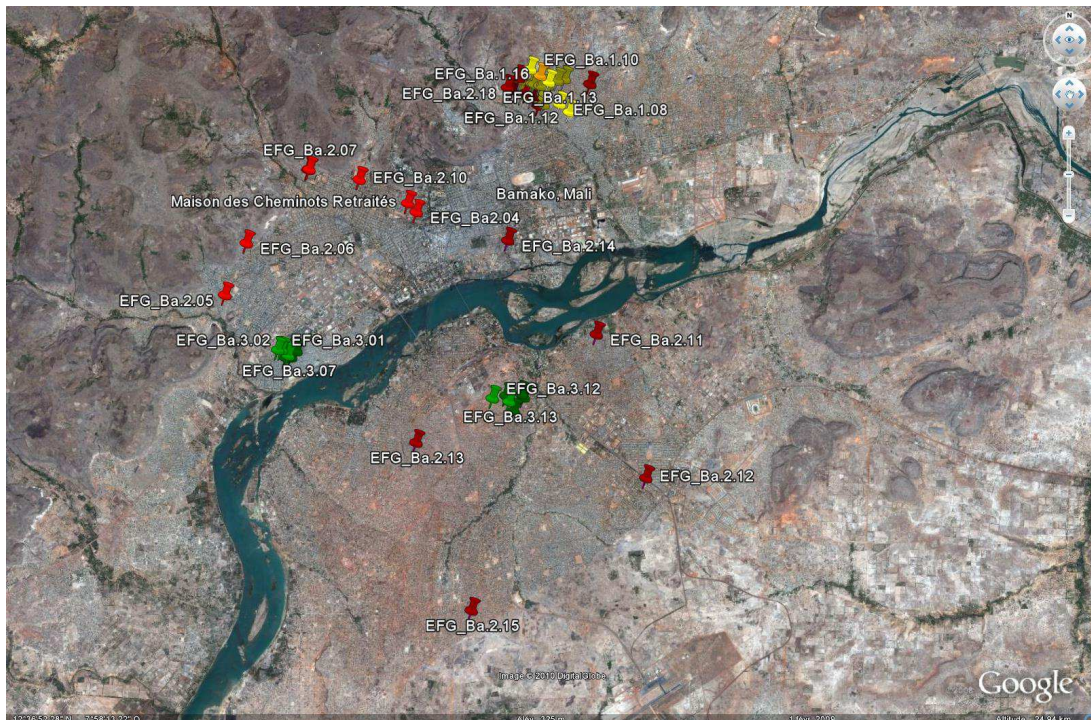 N
EFG_Ba.1.10
EFG_Ba.1.16
EFG_Ba.2.18
EFG_Ba.1.13
EFG_Ba.1.08
EFG_Ba.1.12
EFG_Ba.2.07
EFG_Ba.2.10
Maison des Cheminots Retraités
Bamako, Mali
EFG_Ba2.04
EFG_Ba.2.06
EFG_Ba.2.14
EFG_Ba.2.05
EFG_Ba.3.02
EFG_Ba.3.01
EFG_Ba.2.11
EFG_Ba.3.07
EFG_Ba.3.12
EFG_Ba.3.13
EFG_Ba.2.13
EFG_Ba.2.12
EFG_Ba.2.15
Image © 2010 DigitalGlobe
Google